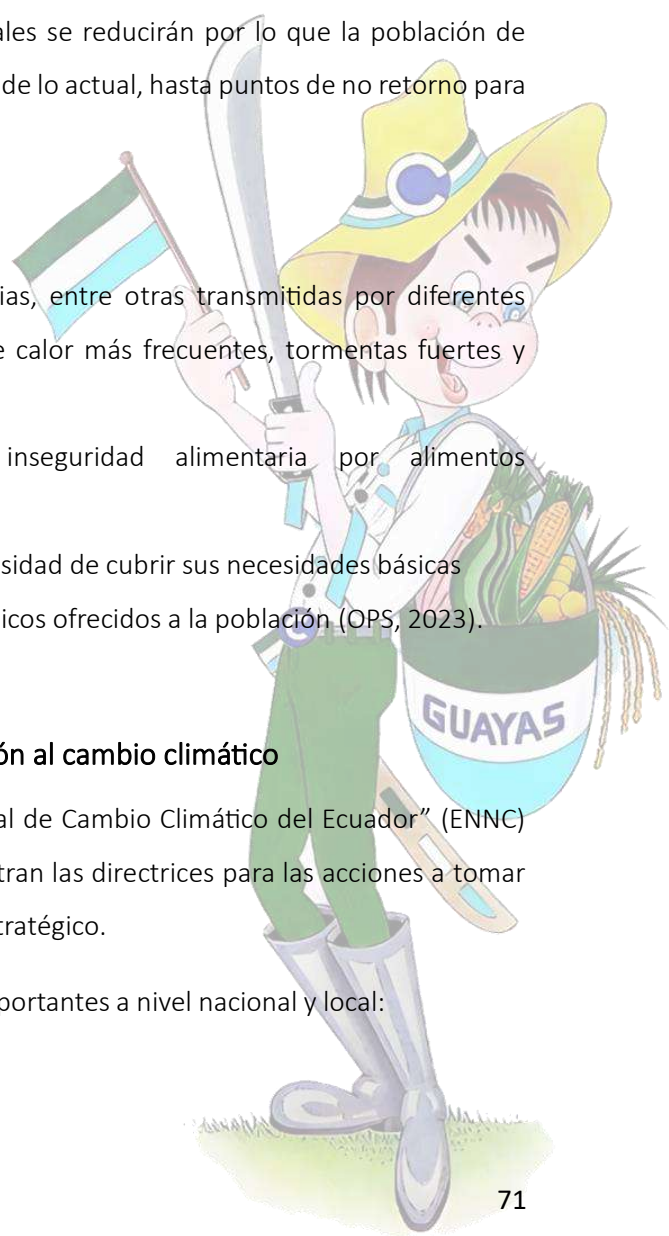 ales se reducirán por lo que la población de
de lo actual, hasta puntos de no retorno para
ias, entre otras transmitidas por diferentes
e calor más frecuentes, tormentas fuertes y
inseguridad alimentaria por alimentos
sidad de cubrir sus necesidades básicas
icos ofrecidos a la población (OPS, 2023).
GUAYAS
ón al cambio climático
al de Cambio Climático del Ecuador” (ENNC)
tran las directrices para las acciones a tomar
tratégico.
portantes a nivel nacional y local:
71